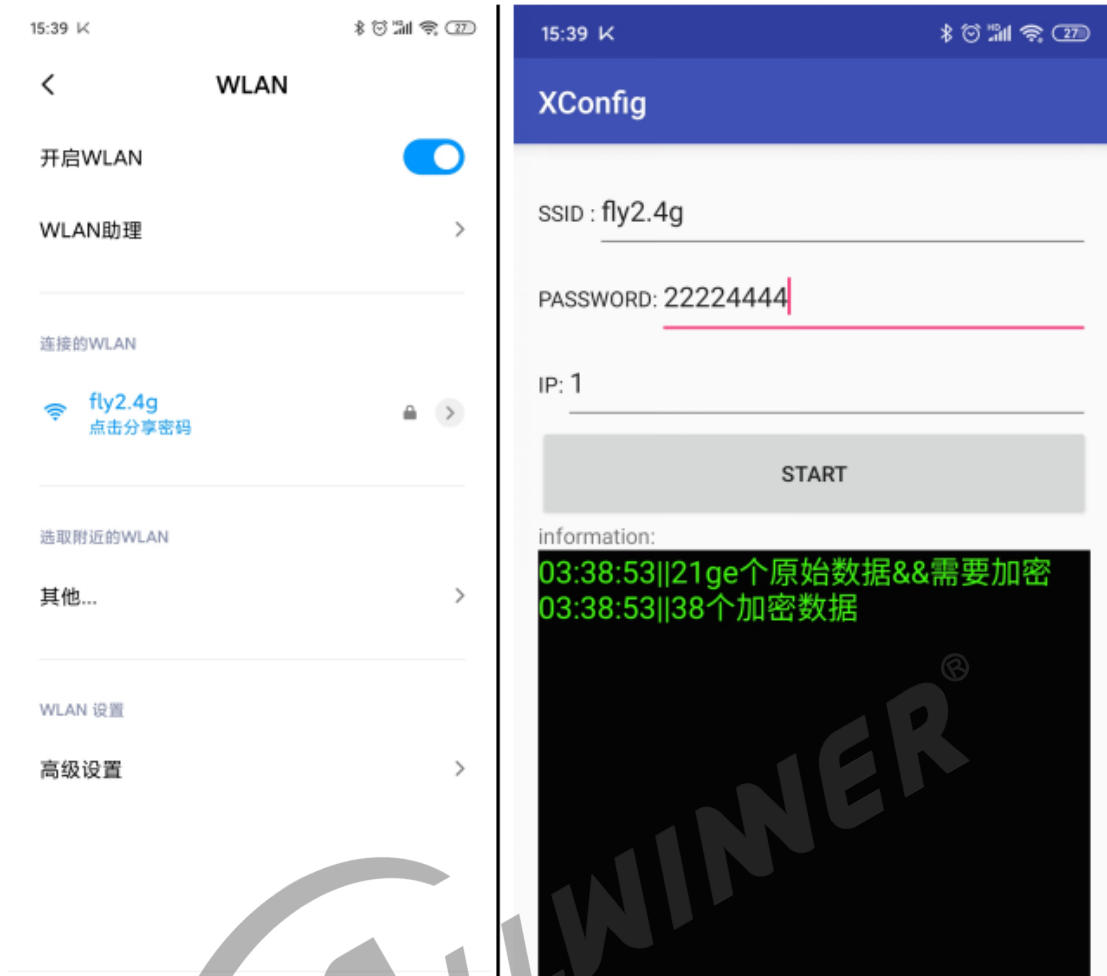 15:39
27
WLAN
开启WLAN
WLAN助理
连接的WLAN
fly2.4g
点击分享密码
选取附近的WLAN
其他...
WLAN 设置
高级设置
15:39
HD
27
XConfig
SSID : fly2.4g
PASSWORD: 22224444
IP: 1
START
information:
03:38:53||21ge个原始数据&&需要加密
03:38:53||38个加密数据
ALLWINNER®